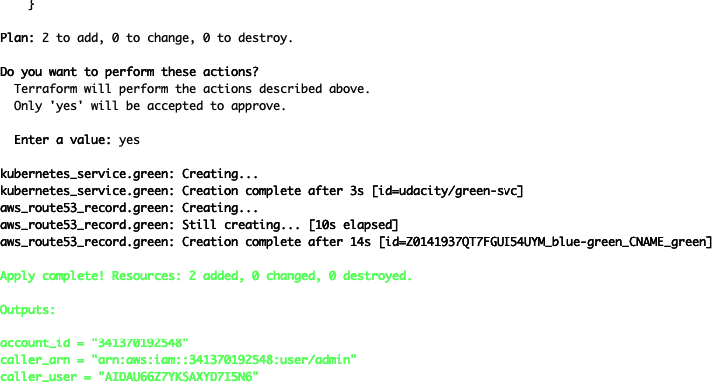 }
Plan: 2 to add, 0 to change, 0 to destroy.
Do you want to perform these actions?
Terraform will perform the actions described above.
Only 'yes' will be accepted to approve.
Enter a value: yes
kubernetes_service.green: Creating...
kubernetes_service.green: Creation complete after 3s [id=udacity/green-svc]
aws_route53_record.green: Creating...
aws_route53_record.green: Still creating... [10s elapsed]
aws_route53_record.green: Creation complete after 14s [id=Z0141937QT7FGUI54UYM_blue-green_CNAME_green]
Apply complete! Resources: 2 added, 0 changed, 0 destroyed.
Outputs:
account_id = "341370192548"
caller_arn = "arn:aws:iam::341370192548:user/admin"
caller_user = "AIDAU66Z7YKSAXYD7I5N6"